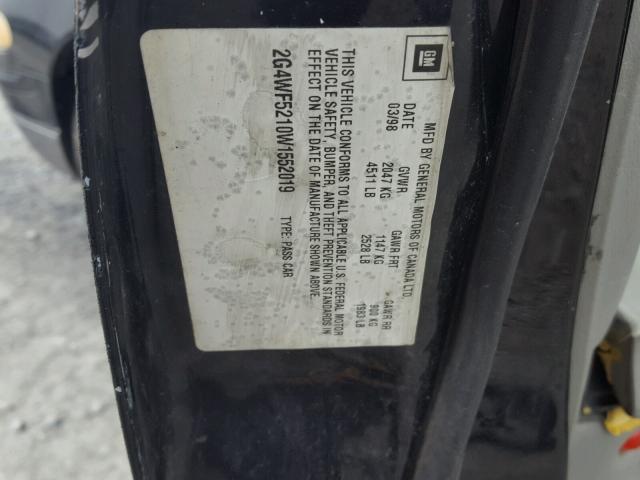 GM
MFD BY GENERAL MOTORS OF CANADA LTD.
DATE GVWR GAWR FRT GAWR RR
03/98 2047 KG 1147 KG 900 KG
4511 LB 2528 LB 1983 LB
THIS VEHICLE CONFORMS TO ALL APPLICABLE U.S. FEDERAL MOTOR
VEHICLE SAFETY, BUMPER, AND THEFT PREVENTION STANDARDS IN
EFFECT ON THE DATE OF MANUFACTURE SHOWN ABOVE.
2G4WF5210W1552019 TYPE: PASS CAR